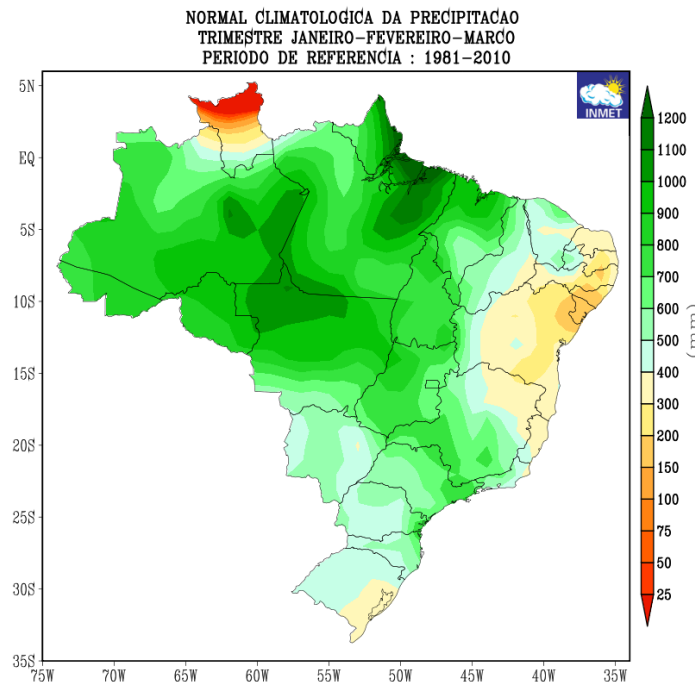 NORMAL CLIMATOLOGICA DA PRECIPITACAO
TRIMESTRE JANEIRO-FEVEREIRO-MARCO
PERIODO DE REFERENCIA : 1981-2010
INMET
5N
EQ
5S
10S
15S
20S
25S
30S
35S
75W 70W 65W 60W 55W 50W 45W 40W 35W
1200
1100
1000
900
800
700
600
500
400
300
200
150
100
75
50
25
(mm)